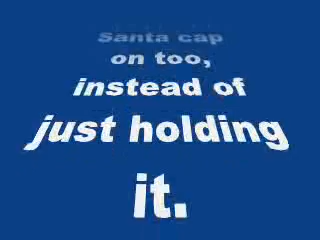 Santa cap
on too,
instead of
just holding
it.